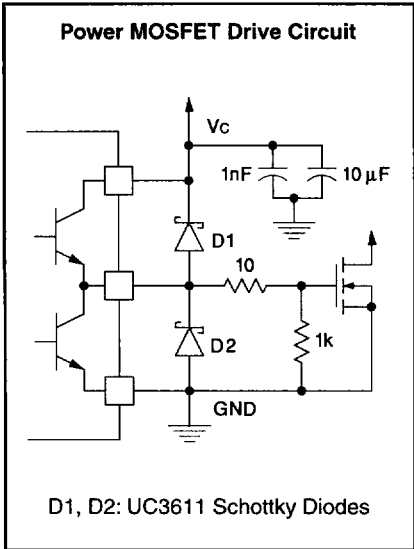 Power MOSFET Drive Circuit
Vc
1nF
10 µF
D1
10
D2
1k
GND
D1, D2: UC3611 Schottky Diodes